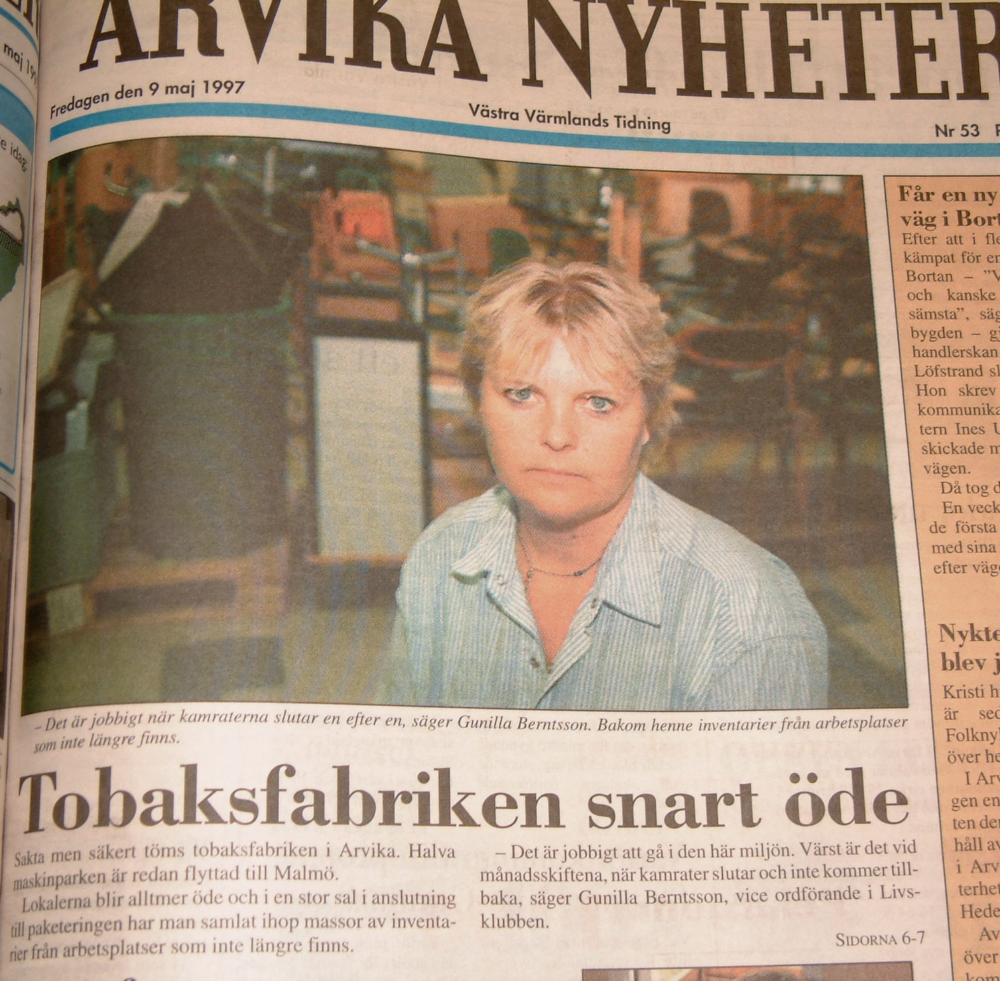 ARVIKA NYHETER
maj 199
Fredagen den 9 maj 1997
Västra Värmlands Tidning
Nr 53
idag
– Det är jobbigt när kamraterna slutar en efter en, säger Gunilla Berntsson. Bakom henne inventarier från arbetsplatser
som inte längre finns.
Tobaksfabriken snart öde
Sakta men säkert töms tobaksfabriken i Arvika. Halva
maskinparken är redan flyttad till Malmö.
Lokalerna blir alltmer öde och i en stor sal i anslutning
till paketeringen har man samlat ihop massor av inventa-
rier från arbetsplatser som inte längre finns.
– Det är jobbigt att gå i den här miljön. Värst är det vid
månadsskiftena, när kamrater slutar och inte kommer till-
baka, säger Gunilla Berntsson, vice ordförande i Livs-
klubben.
SIDORNA 6-7
Får en ny
väg i Bort
Efter att i fle
kämpat för en
Bortan – ”V
och kanske
sämsta”, säg
bygden – gj
handlerskan
Löfstrand sl
Hon skrev
kommunika
tern Ines U
skickade m
vägen.
Då tog d
En veck
de första
med sina
efter väg
Nykte
blev j
Kristi h
är sed
Folkny
över he
I Arv
gen en
ten der
håll av
i Arv
terhet
Hede
Av
över
kom